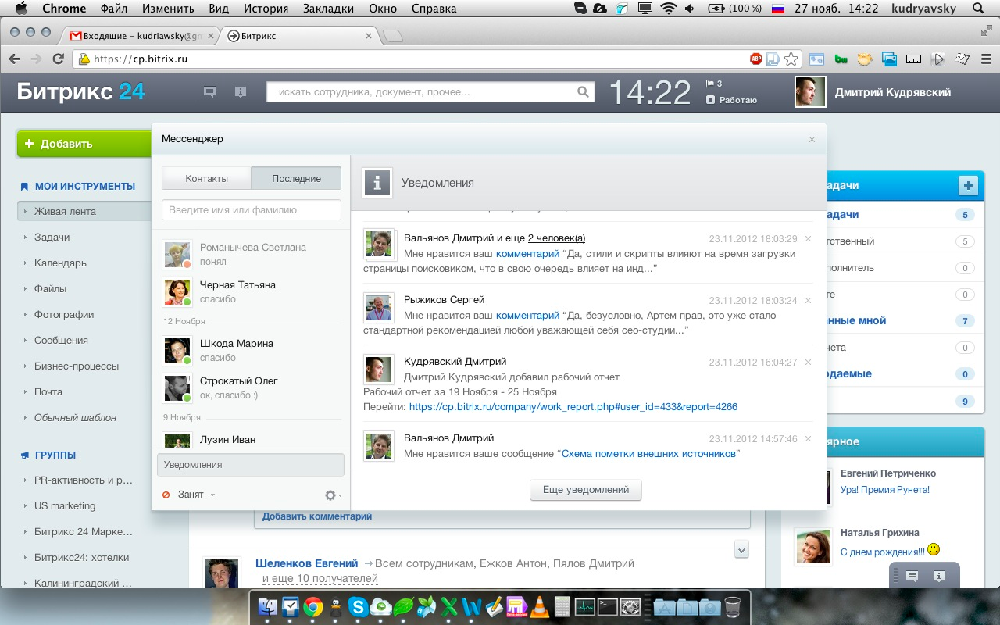 Chrome Файл Изменить Вид История Закладки Окно Справка (100 %) 27 нояб. 14:22 kudryavsky
Входящие – kudriawsky@gm
Битрикс
https://cp.bitrix.ru
ABP
Битрикс 24
искать сотрудника, документ, прочее...
14:22
3
Работаю
Дмитрий Кудрявский
Добавить
МОИ ИНСТРУМЕНТЫ
Живая лента
Задачи
Календарь
Файлы
Фотографии
Сообщения
Бизнес-процессы
Почта
Обычный шаблон
ГРУППЫ
PR-активность и р...
US marketing
Битрикс 24 Марке...
Битрикс24: хотелки
Калининградский ...
Мессенджер
Контакты
Последние
Введите имя или фамилию
Романычева Светлана
понял
Черная Татьяна
спасибо
12 Ноября
Шкода Марина
спасибо
Строкатый Олег
ок, спасибо :)
9 Ноября
Лузин Иван
Уведомления
Занят
Уведомления
Вальянов Дмитрий и еще 2 человек(а) 23.11.2012 18:03:29
Мне нравится ваш комментарий “Да, стили и скрипты влияют на время загрузки
страницы поисковиком, что в свою очередь влияет на инд...”
Рыжиков Сергей 23.11.2012 18:03:24
Мне нравится ваш комментарий “Да, безусловно, Артем прав, это уже стало
стандартной рекомендацией любой уважающей себя сео-студии...”
Кудрявский Дмитрий 23.11.2012 16:04:27
Дмитрий Кудрявский добавил рабочий отчет
Рабочий отчет за 19 Ноября - 25 Ноября
Перейти: https://cp.bitrix.ru/company/work_report.php#user_id=433&report=4266
Вальянов Дмитрий 23.11.2012 14:57:46
Мне нравится ваше сообщение “Схема пометки внешних источников”
Еще уведомлений
адачи
адачи 5
тственный 5
полнитель 0
те 0
анные мной 7
чета 0
даемые 0
9
ярное
Евгений Петриченко
Ура! Премия Рунета!
Наталья Грихина
С днем рождения!!!
Добавить комментарий
Шеленков Евгений Всем сотрудникам, Ежков Антон, Пялов Дмитрий
и еще 10 получателей